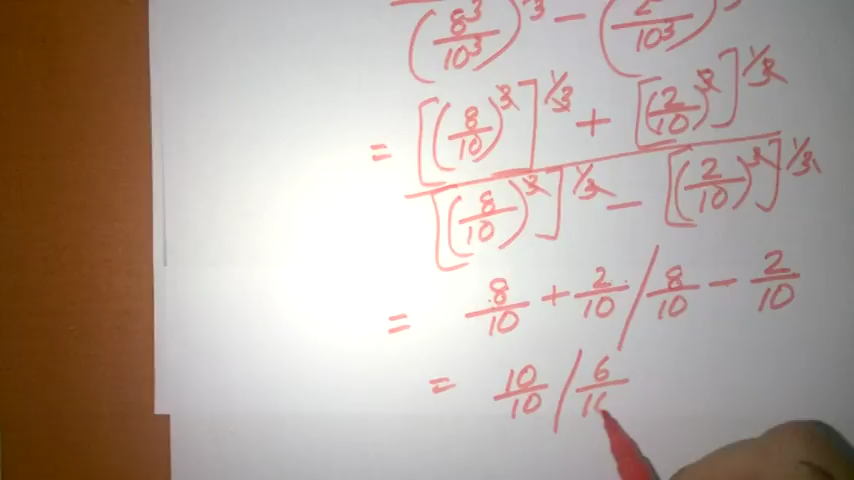 (8³/10³)^3 − (2/10³)
= [(8/10)^3]^1/3 + [(2/10)^3]^1/3
[(8/10)^3]^1/3 − [(2/10)^3]^1/3
= 8/10 + 2/10 / 8/10 − 2/10
= 10/10 / 6/10